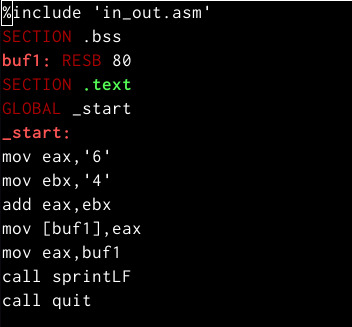 %include 'in_out.asm'
SECTION .bss
buf1: RESB 80
SECTION .text
GLOBAL _start
_start:
mov eax,'6'
mov ebx,'4'
add eax,ebx
mov [buf1],eax
mov eax,buf1
call sprintLF
call quit